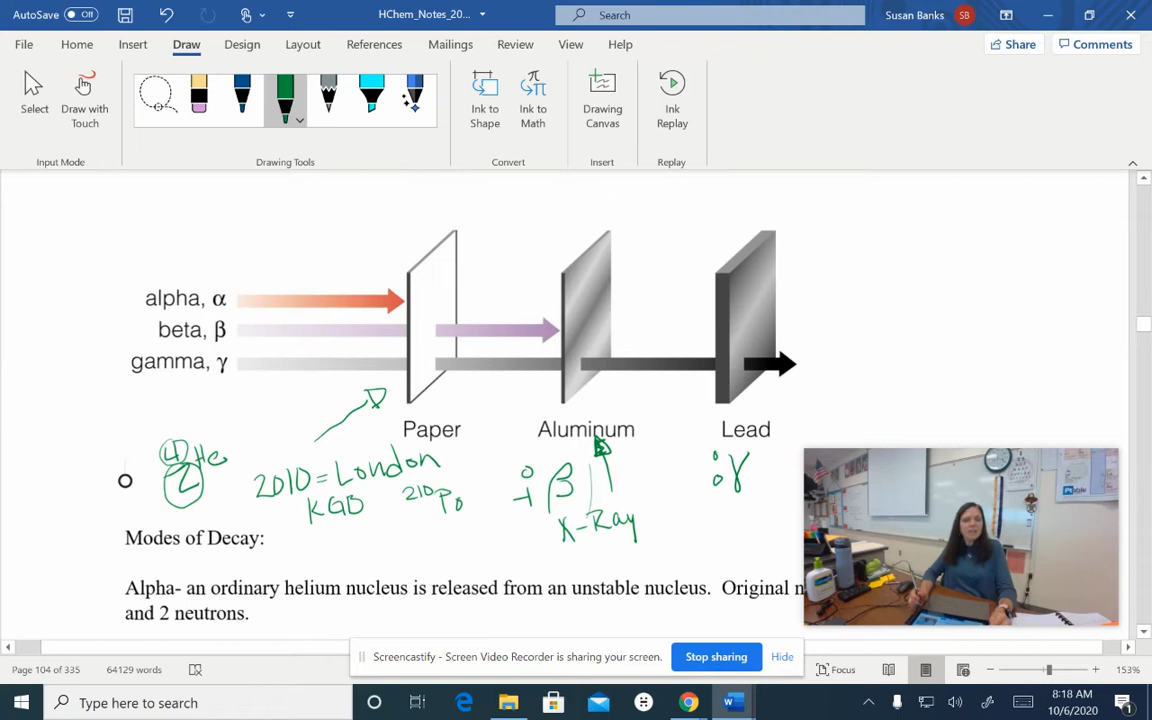 AutoSave Off HChem_Notes_20... Search Susan Banks SB
File Home Insert Draw Design Layout References Mailings Review View Help Share Comments
Select Draw with Touch Ink to Shape Ink to Math Drawing Canvas Ink Replay
Input Mode Drawing Tools Convert Insert Replay
alpha, α
beta, β
gamma, γ
Paper Aluminum Lead
4 He
2
2010 = London
KGB 210 Po
0
-1 β
X-Ray
0
0 γ
Modes of Decay:
Alpha- an ordinary helium nucleus is released from an unstable nucleus. Original n
and 2 neutrons.
Screencastify - Screen Video Recorder is sharing your screen. Stop sharing Hide
Page 104 of 335 64129 words Focus 153%
Type here to search
8:18 AM
10/6/2020
1